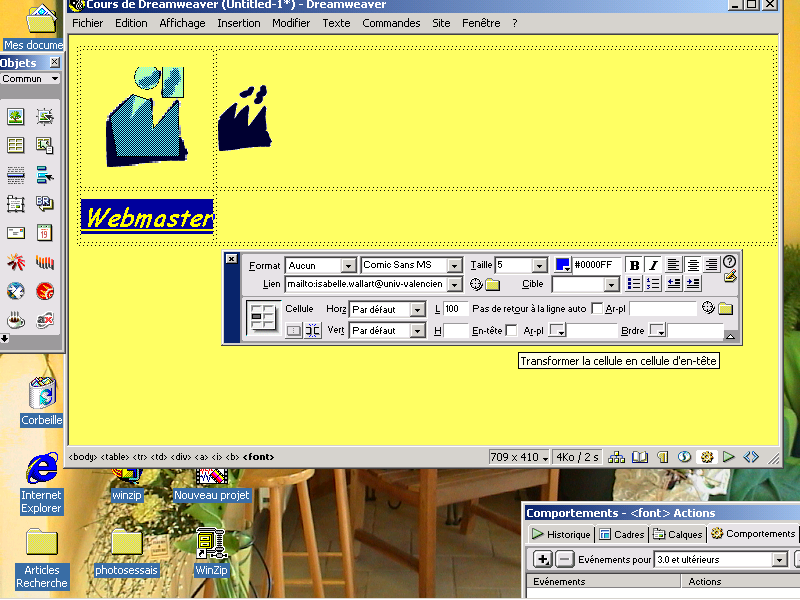 Cours de Dreamweaver (Untitled-1*) - Dreamweaver
Fichier Edition Affichage Insertion Modifier Texte Commandes Site Fenêtre ?
Mes docume
Objets
Commun
Webmaster
Format Aucun Comic Sans MS Taille 5 #0000FF B I
Lien mailto:isabelle.wallart@univ-valencien Cible
Cellule Horz Par défaut L 100 Pas de retour à la ligne auto Ar-pl
Vert Par défaut H En-tête Ar-pl Brdre
Transformer la cellule en cellule d'en-tête
Corbeille
<body> <table> <tr> <td> <div> <a> <i> <b> <font> 709 x 410 4Ko / 2 s
Internet
Explorer
winzip
Nouveau projet
Articles
Recherche
photosessais
WinZip
Comportements - <font> Actions
Historique Cadres Calques Comportements
Evénements pour 3.0 et ultérieurs
Evénements Actions